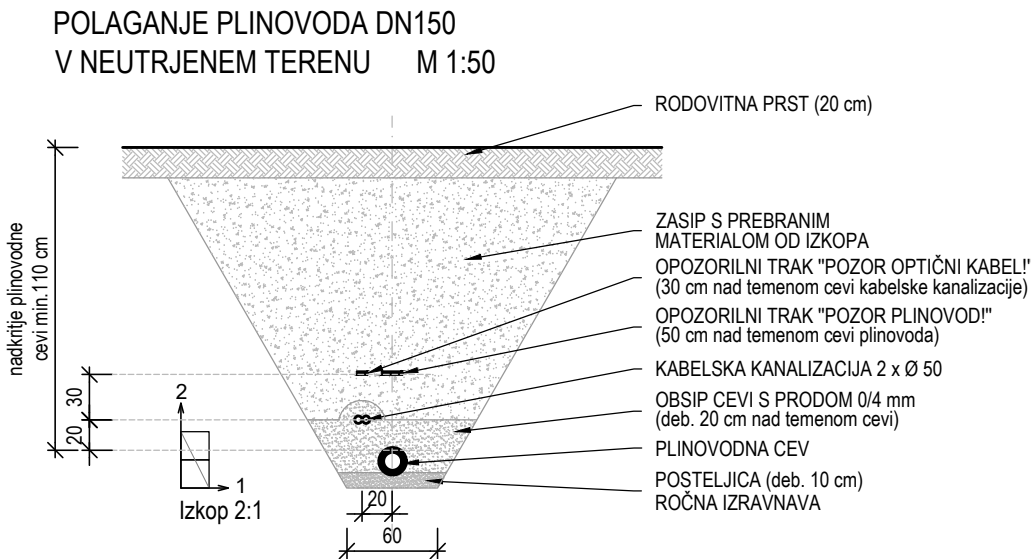 POLAGANJE PLINOVODA DN150
V NEUTRJENEM TERENU M 1:50
RODOVITNA PRST (20 cm)
ZASIP S PREBRANIM
MATERIALOM OD IZKOPA
OPOZORILNI TRAK "POZOR OPTIČNI KABEL!"
(30 cm nad temenom cevi kabelske kanalizacije)
OPOZORILNI TRAK "POZOR PLINOVOD!"
(50 cm nad temenom cevi plinovoda)
KABELSKA KANALIZACIJA 2 x Ø 50
OBSIP CEVI S PRODOM 0/4 mm
(deb. 20 cm nad temenom cevi)
PLINOVODNA CEV
POSTELJICA (deb. 10 cm)
ROČNA IZRAVNAVA
nadkritje plinovodne
cevi min.110 cm
30
20
2
1
Izkop 2:1
20
60